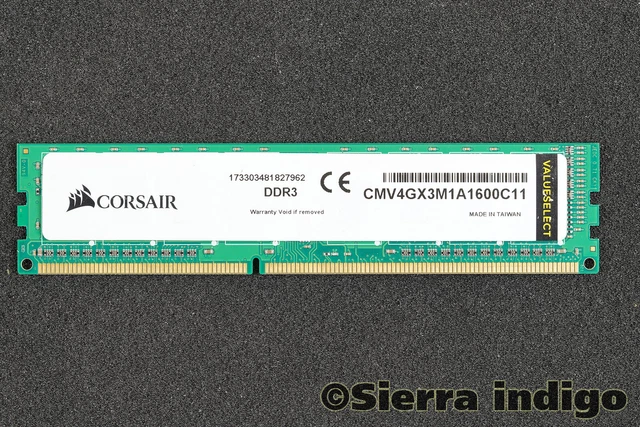 CORSAIR
173303481827962
DDR3
CE
Warranty Void if removed
CMV4GX3M1A1600C11
MADE IN TAIWAN
VALUESELECT
©Sierra indigo